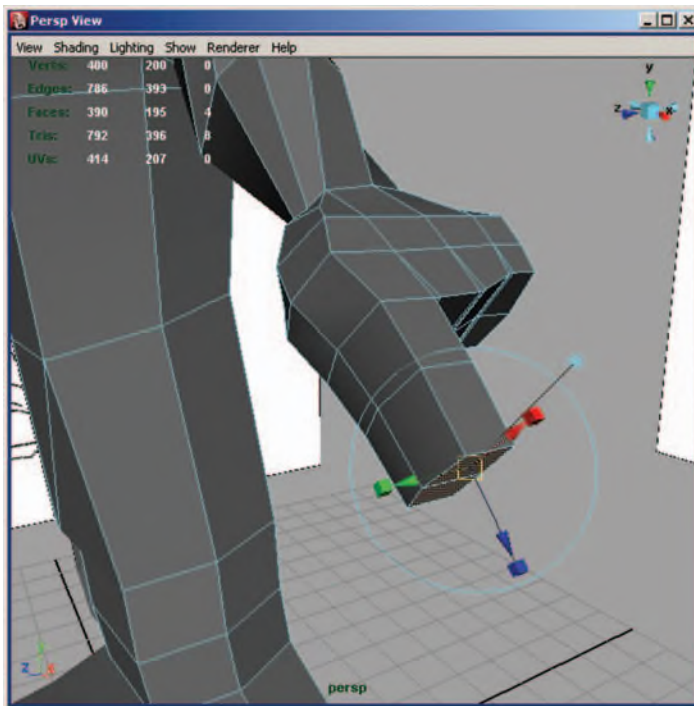 Persp View
View Shading Lighting Show Renderer Help
Verts: 400 200 0
Edges: 786 393 0
Faces: 390 195 4
Tris: 792 396 8
UVs: 414 207 0
y
z x
z x
persp